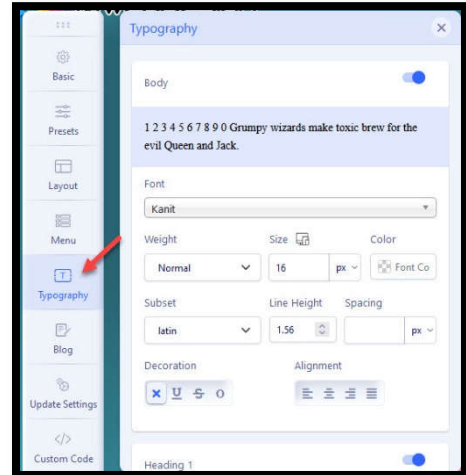 Typography
Basic
Presets
Layout
Menu
Typography
Blog
Update Settings
Custom Code
Body
1 2 3 4 5 6 7 8 9 0 Grumpy wizards make toxic brew for the
evil Queen and Jack.
Font
Kanit
Weight Size Color
Normal 16 px Font Co
Subset Line Height Spacing
latin 1.56 px
Decoration Alignment
U S O
Heading 1